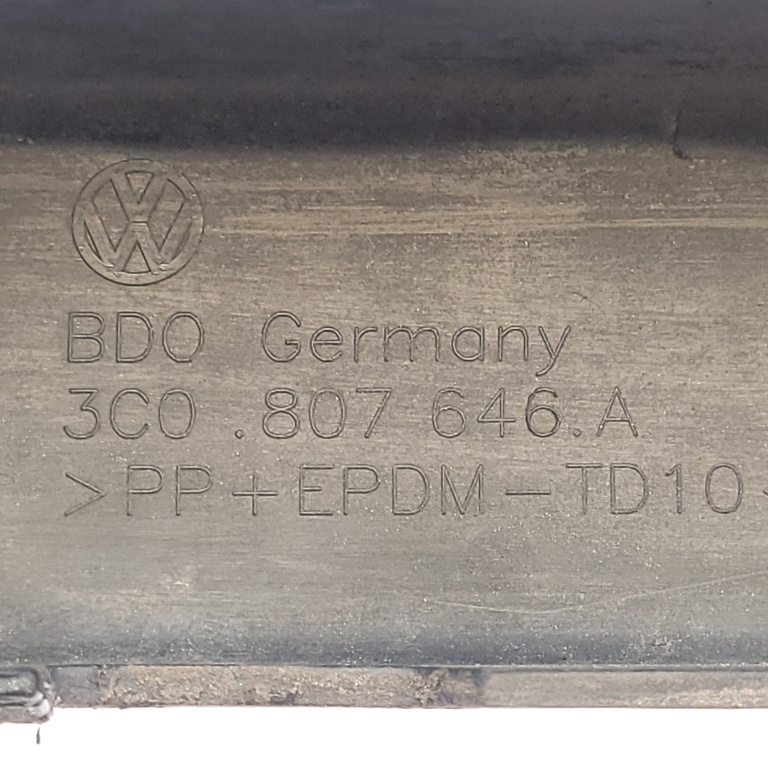 BDO Germany
3C0.807 646.A
>PP+EPDM-TD10<